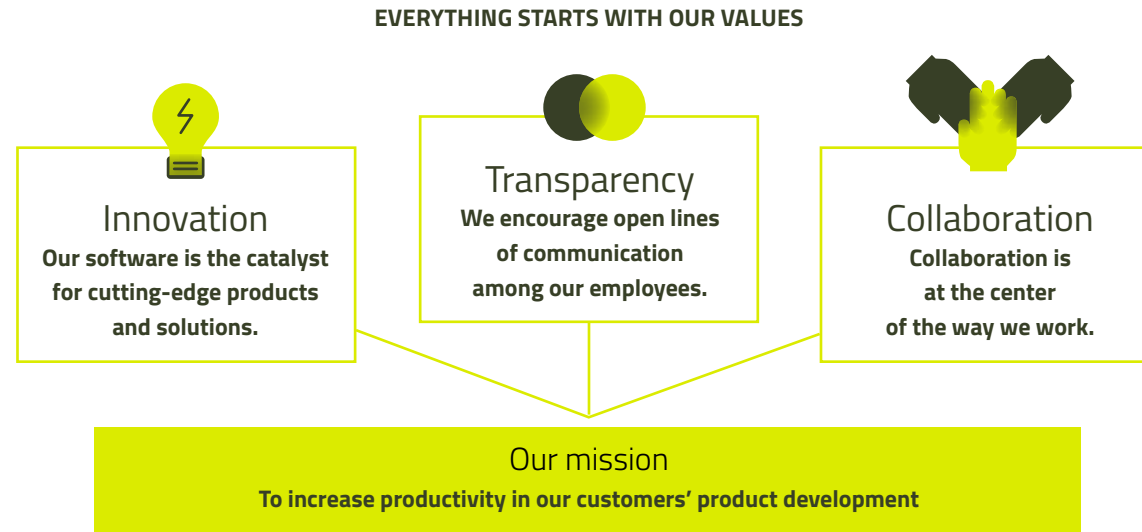 EVERYTHING STARTS WITH OUR VALUES
Innovation
Our software is the catalyst
for cutting-edge products
and solutions.
Transparency
We encourage open lines
of communication
among our employees.
Collaboration
Collaboration is
at the center
of the way we work.
Our mission
To increase productivity in our customers’ product development